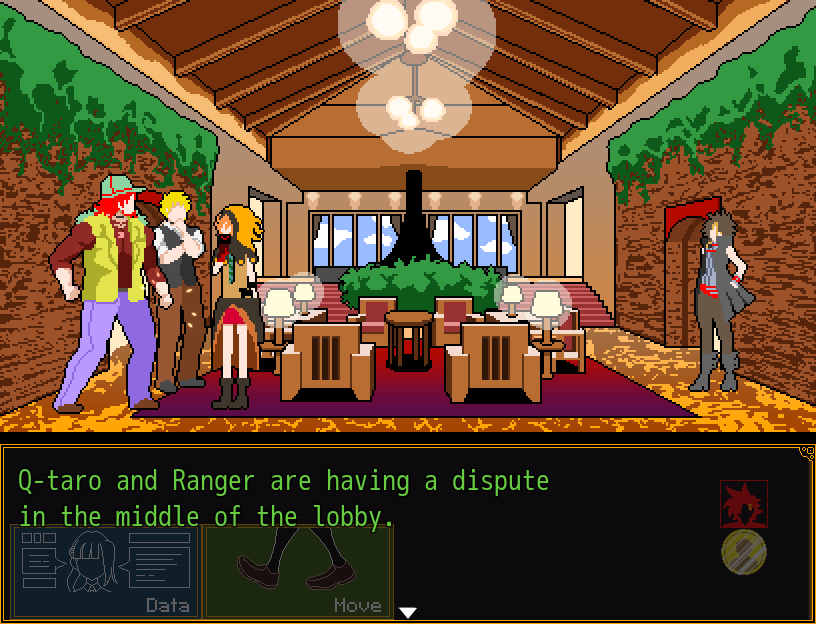 Q-taro and Ranger are having a dispute
in the middle of the lobby.
Data
Move